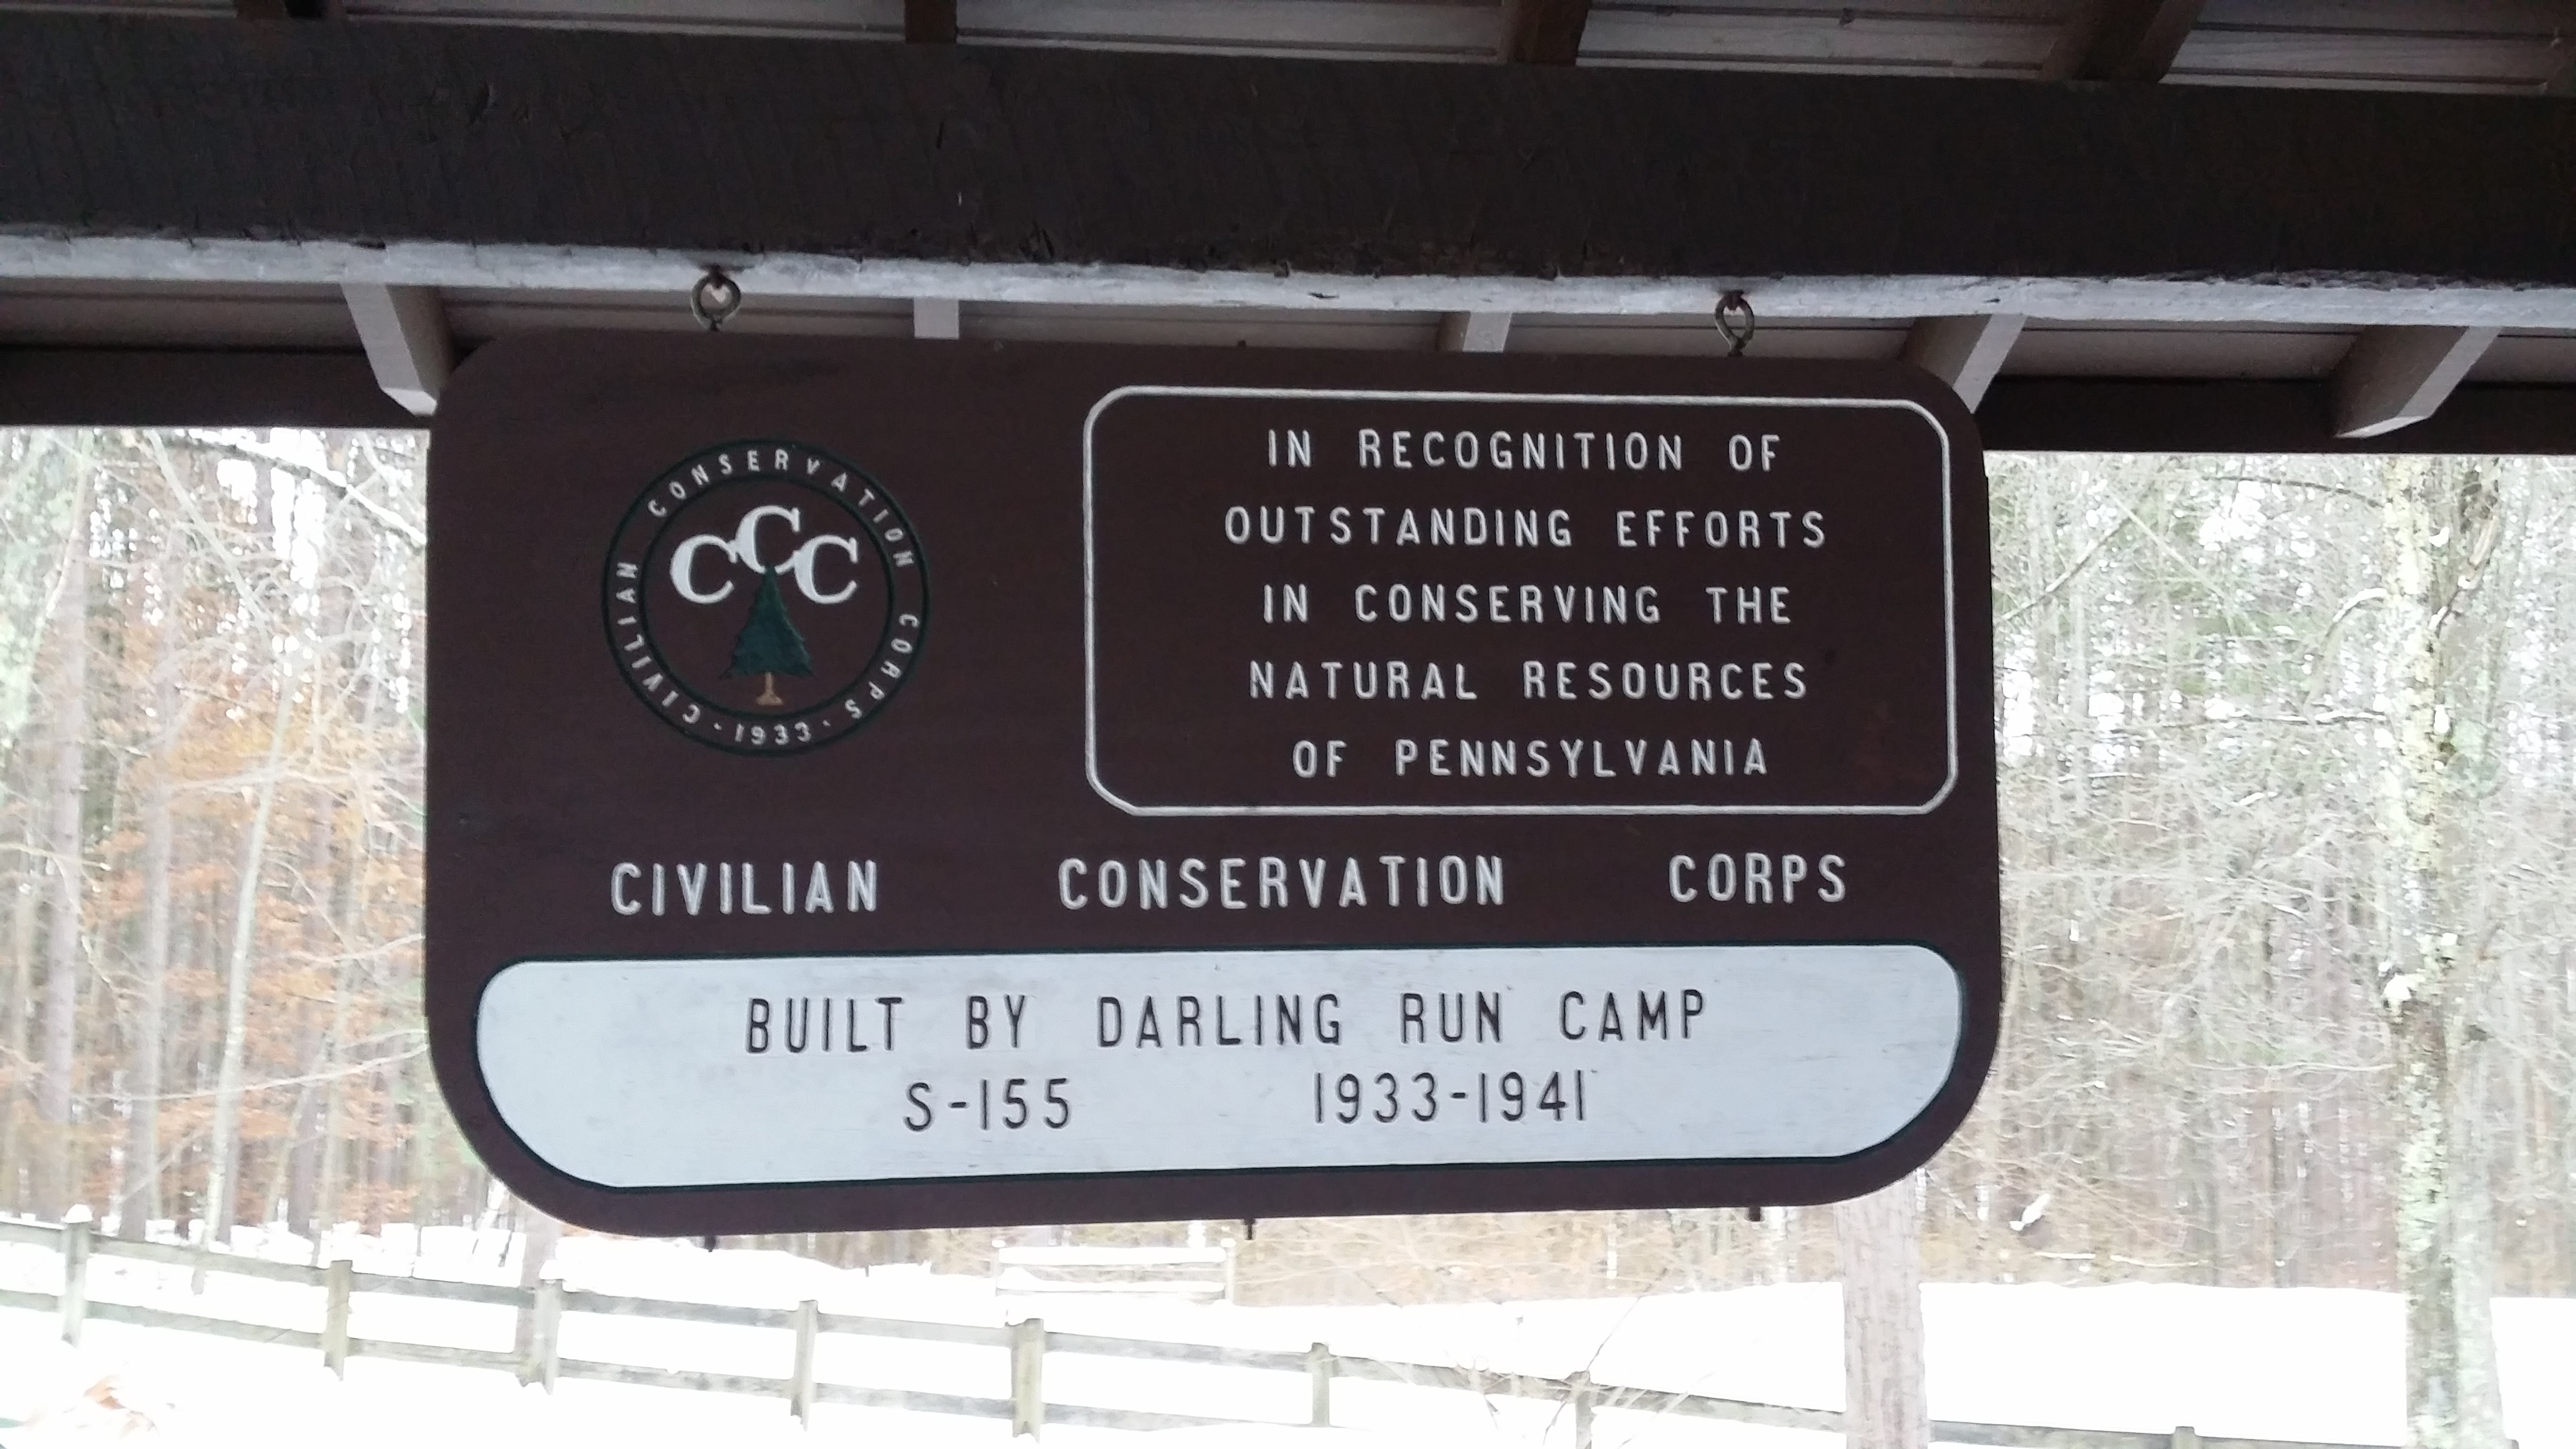 CIVILIAN CONSERVATION CORPS
· 1933 ·
CCC
IN RECOGNITION OF
OUTSTANDING EFFORTS
IN CONSERVING THE
NATURAL RESOURCES
OF PENNSYLVANIA
CIVILIAN CONSERVATION CORPS
BUILT BY DARLING RUN CAMP
S-155 1933-1941